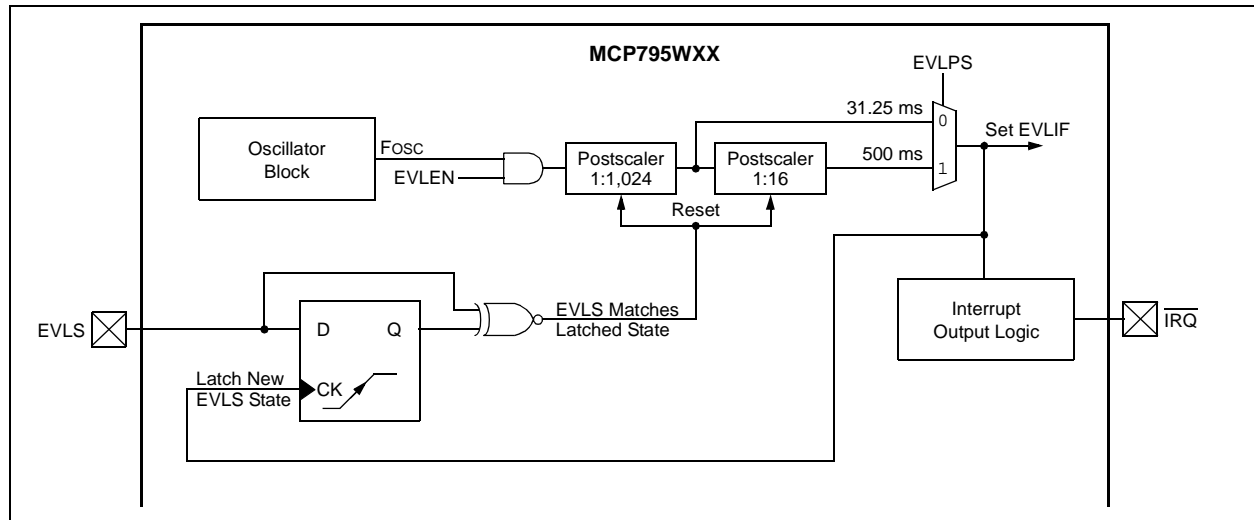 MCP795WXX
EVLPS
31.25 ms
0
Set EVLIF
Oscillator
Block
FOSC
EVLEN
Postscaler
1:1,024
Postscaler
1:16
500 ms
1
Reset
EVLS
D
Q
EVLS Matches
Latched State
Interrupt
Output Logic
IRQ
Latch New
EVLS State
CK